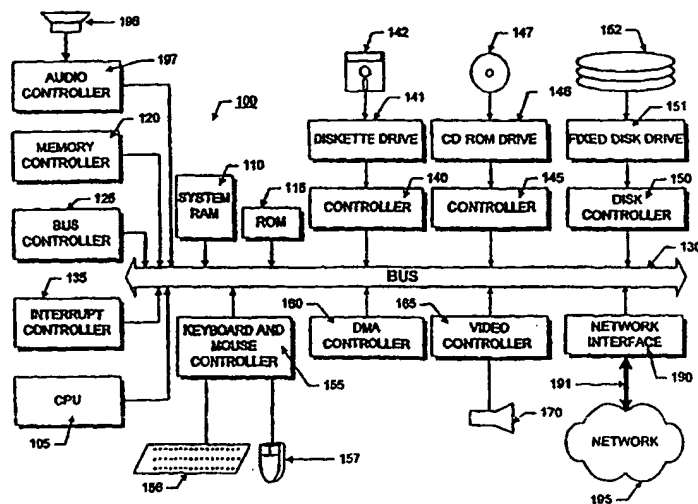 196
197
AUDIO
CONTROLLER
120
MEMORY
CONTROLLER
125
BUS
CONTROLLER
135
INTERRUPT
CONTROLLER
CPU
105
100
110
SYSTEM
RAM
115
ROM
142
141
DISKETTE DRIVE
140
CONTROLLER
147
146
CD ROM DRIVE
145
CONTROLLER
152
151
FIXED DISK DRIVE
150
DISK
CONTROLLER
130
BUS
KEYBOARD AND
MOUSE
CONTROLLER
155
156
157
160
DMA
CONTROLLER
165
VIDEO
CONTROLLER
170
NETWORK
INTERFACE
190
191
NETWORK
195